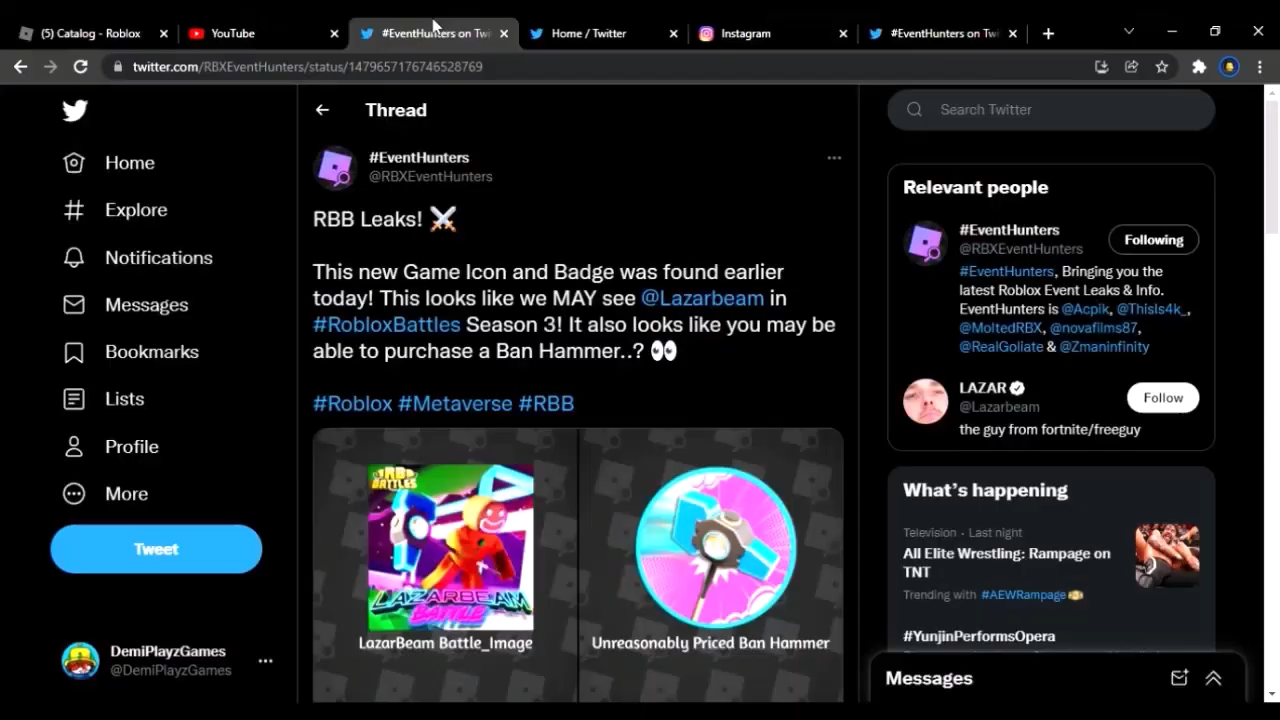 (5) Catalog - Roblox
YouTube
#EventHunters on Twi
Home / Twitter
Instagram
#EventHunters on Twi
twitter.com/RBXEventHunters/status/1479657176746528769
Home
Explore
Notifications
Messages
Bookmarks
Lists
Profile
More
Tweet
DemiPlayzGames
@DemiPlayzGames
Thread
#EventHunters
@RBXEventHunters
RBB Leaks! ⚔️
This new Game Icon and Badge was found earlier
today! This looks like we MAY see @Lazarbeam in
#RobloxBattles Season 3! It also looks like you may be
able to purchase a Ban Hammer..? 👀
#Roblox #Metaverse #RBB
RB
BATTLES
LAZARBEAM
BATTLE
LazarBeam Battle_Image
Unreasonably Priced Ban Hammer
Search Twitter
Relevant people
#EventHunters
@RBXEventHunters
Following
#EventHunters, Bringing you the
latest Roblox Event Leaks & Info.
EventHunters is @Acpik, @ThisIs4k_,
@MoltedRBX, @novafilms87,
@RealGoliate & @Zmaninfinity
LAZAR
@Lazarbeam
Follow
the guy from fortnite/freeguy
What's happening
Television · Last night
All Elite Wrestling: Rampage on
TNT
Trending with #AEWRampage
#YunjinPerformsOpera
Messages